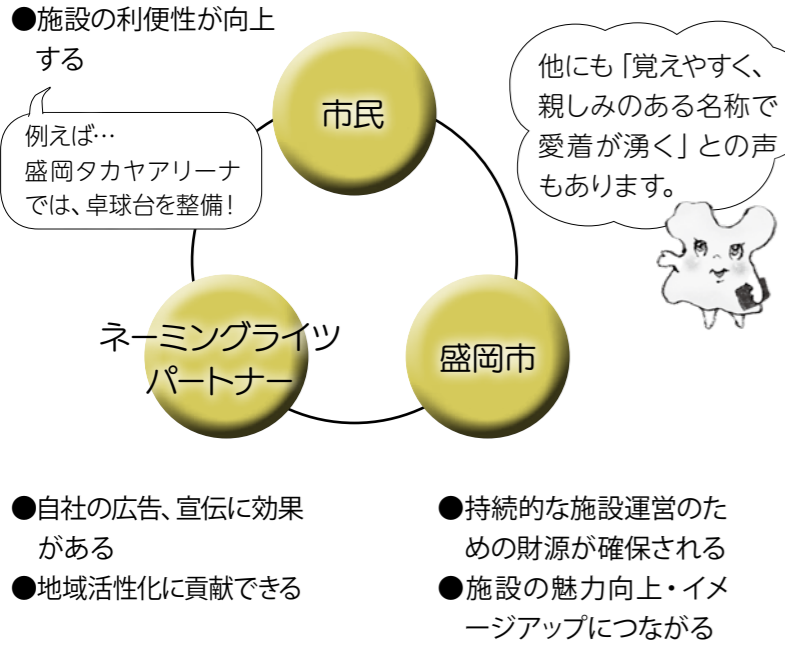 ●施設の利便性が向上
する
例えば…
盛岡タカヤアリーナ
では、卓球台を整備！
市民
他にも「覚えやすく、
親しみのある名称で
愛着が湧く」との声
もあります。
ネーミングライツ
パートナー
盛岡市
●自社の広告、宣伝に効果
がある
●地域活性化に貢献できる
●持続的な施設運営のた
めの財源が確保される
●施設の魅力向上・イメ
ージアップにつながる